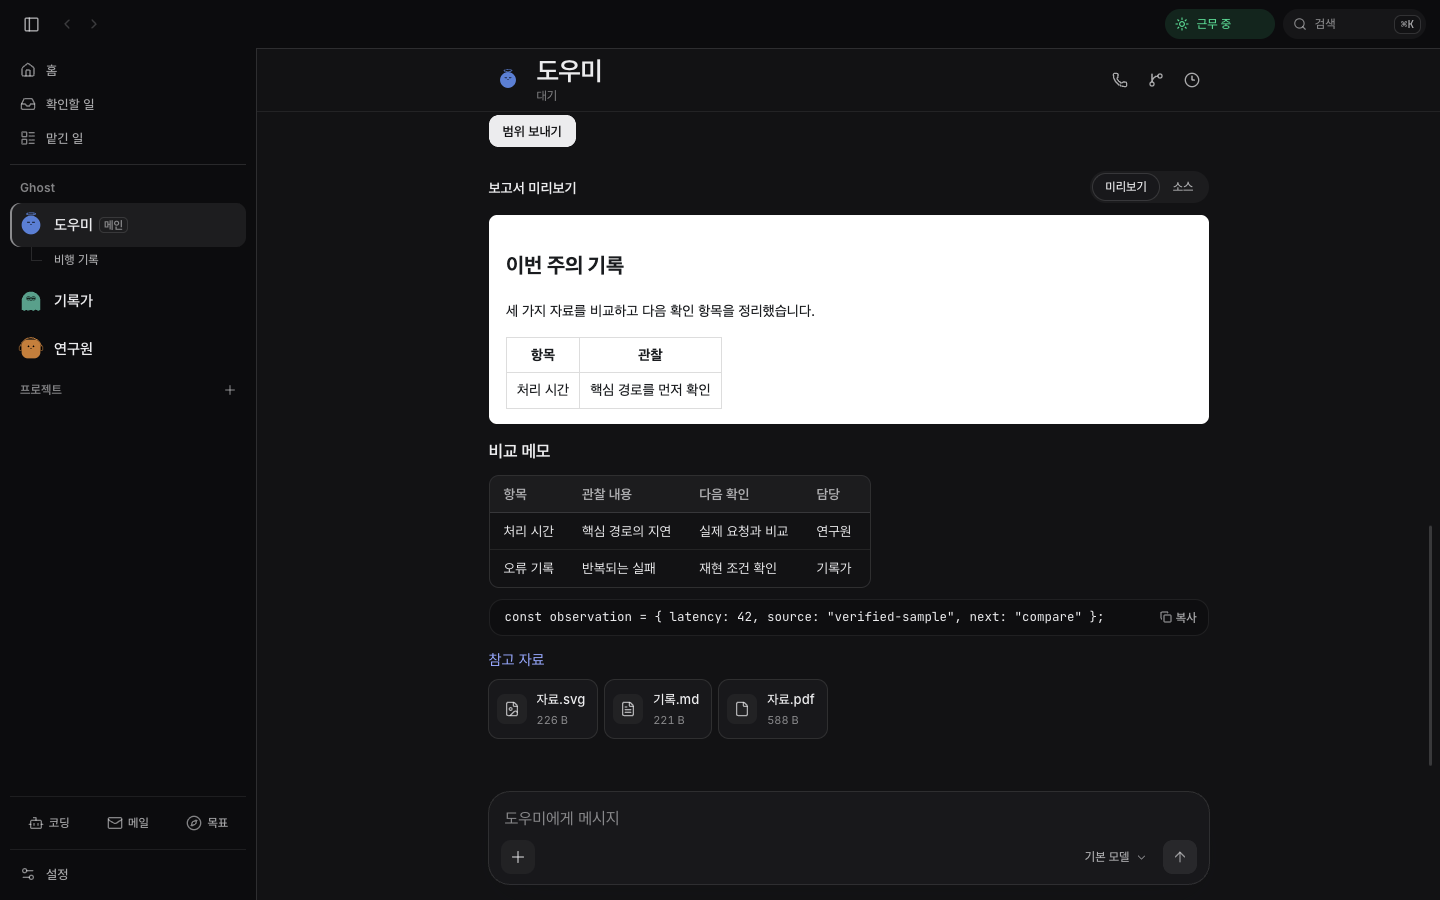 근무 중
검색
⌘K
홈
확인할 일
맡긴 일
Ghost
도우미
메인
비행 기록
기록가
연구원
프로젝트
코딩
메일
목표
설정
도우미
대기
범위 보내기
보고서 미리보기
미리보기
소스
이번 주의 기록
세 가지 자료를 비교하고 다음 확인 항목을 정리했습니다.
항목 관찰
처리 시간 핵심 경로를 먼저 확인
비교 메모
항목 관찰 내용 다음 확인 담당
처리 시간 핵심 경로의 지연 실제 요청과 비교 연구원
오류 기록 반복되는 실패 재현 조건 확인 기록가
const observation = { latency: 42, source: "verified-sample", next: "compare" };
복사
참고 자료
자료.svg
226 B
기록.md
221 B
자료.pdf
588 B
도우미에게 메시지
기본 모델